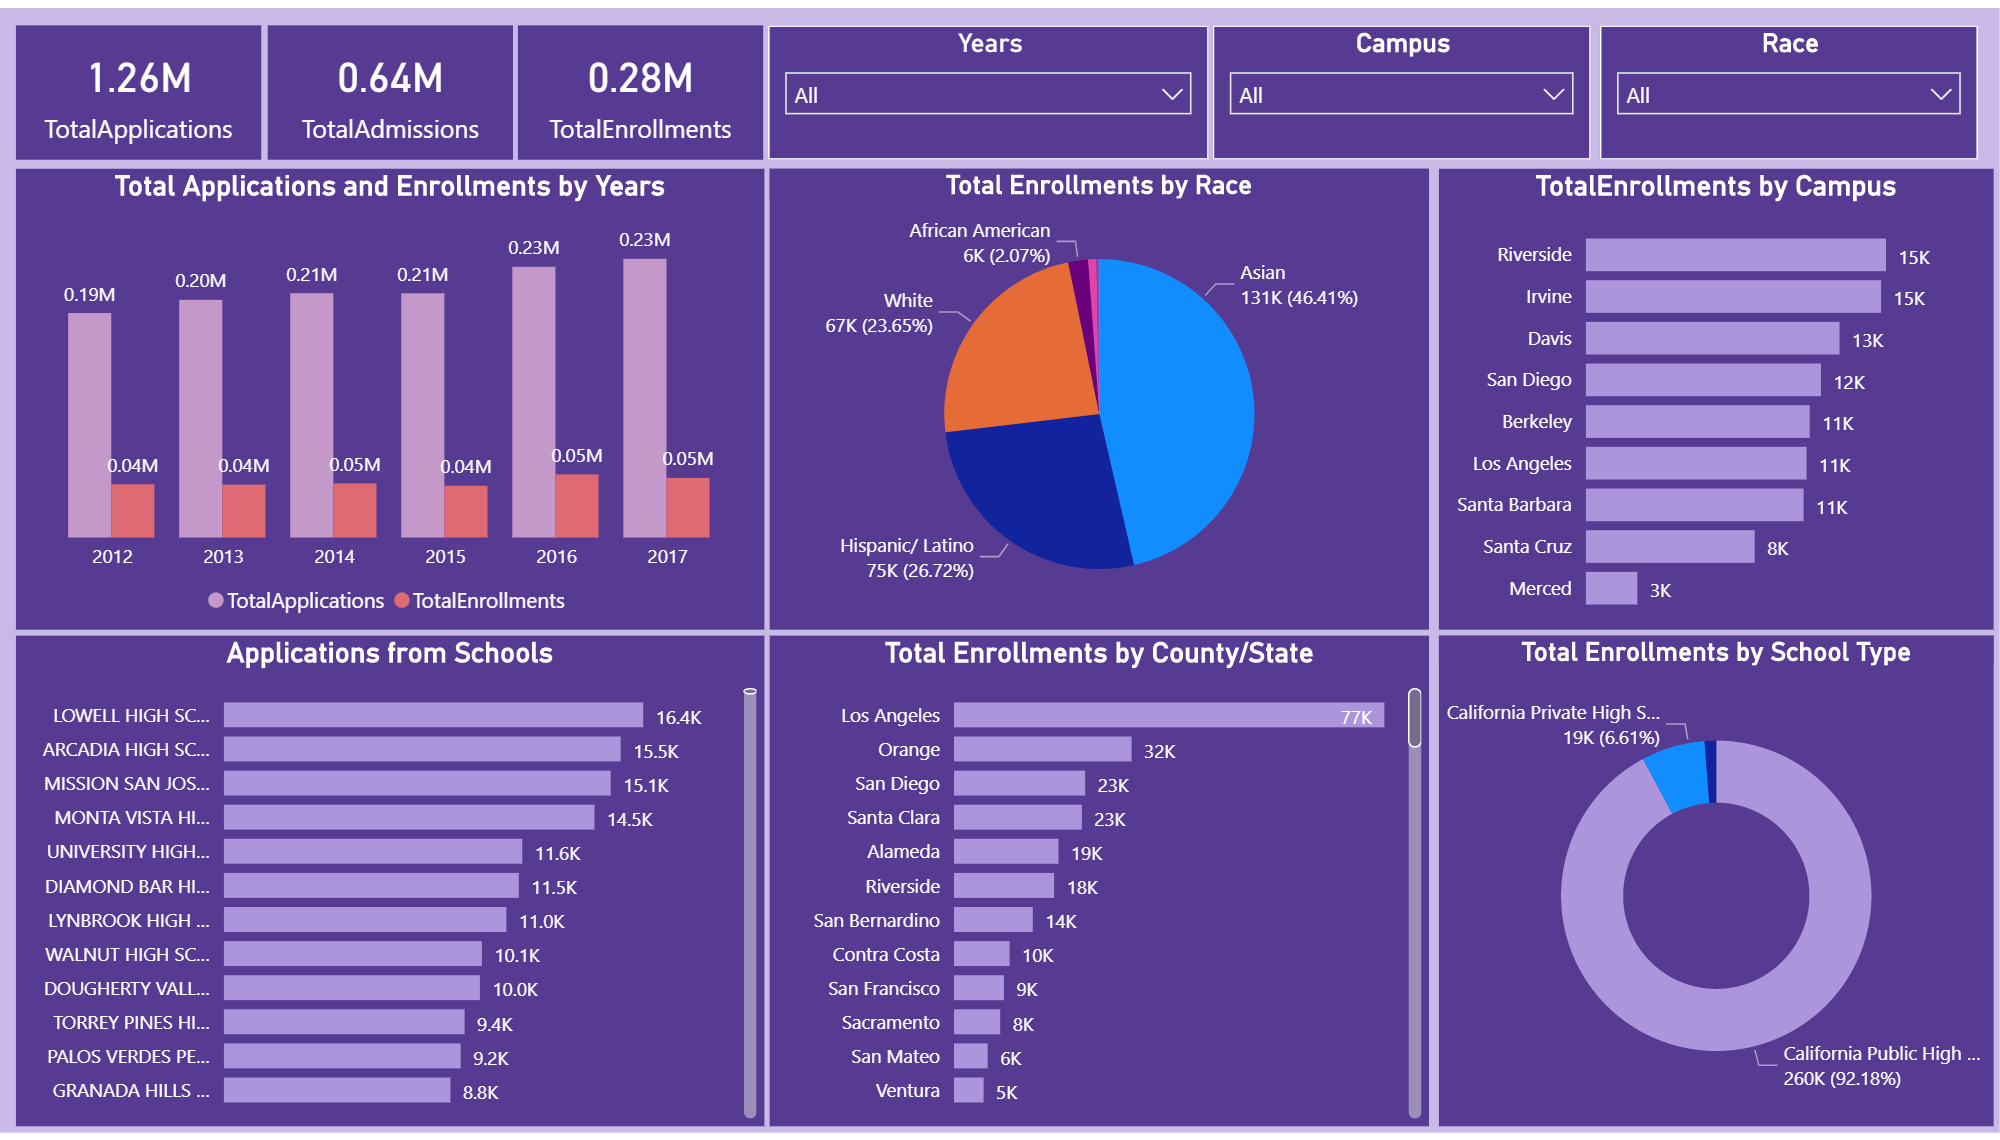 1.26M
TotalApplications
0.64M
TotalAdmissions
0.28M
TotalEnrollments
Years
All
Campus
All
Race
All
Total Applications and Enrollments by Years
0.19M
0.04M
0.20M
0.04M
0.21M
0.05M
0.21M
0.04M
0.23M
0.05M
0.23M
0.05M
2012
2013
2014
2015
2016
2017
TotalApplications
TotalEnrollments
Total Enrollments by Race
African American
6K (2.07%)
Asian
131K (46.41%)
White
67K (23.65%)
Hispanic/ Latino
75K (26.72%)
TotalEnrollments by Campus
Riverside 15K
Irvine 15K
Davis 13K
San Diego 12K
Berkeley 11K
Los Angeles 11K
Santa Barbara 11K
Santa Cruz 8K
Merced 3K
Applications from Schools
LOWELL HIGH SC... 16.4K
ARCADIA HIGH SC... 15.5K
MISSION SAN JOS... 15.1K
MONTA VISTA HI... 14.5K
UNIVERSITY HIGH... 11.6K
DIAMOND BAR HI... 11.5K
LYNBROOK HIGH ... 11.0K
WALNUT HIGH SC... 10.1K
DOUGHERTY VALL... 10.0K
TORREY PINES HI... 9.4K
PALOS VERDES PE... 9.2K
GRANADA HILLS ... 8.8K
Total Enrollments by County/State
Los Angeles 77K
Orange 32K
San Diego 23K
Santa Clara 23K
Alameda 19K
Riverside 18K
San Bernardino 14K
Contra Costa 10K
San Francisco 9K
Sacramento 8K
San Mateo 6K
Ventura 5K
Total Enrollments by School Type
California Private High S...
19K (6.61%)
California Public High ...
260K (92.18%)